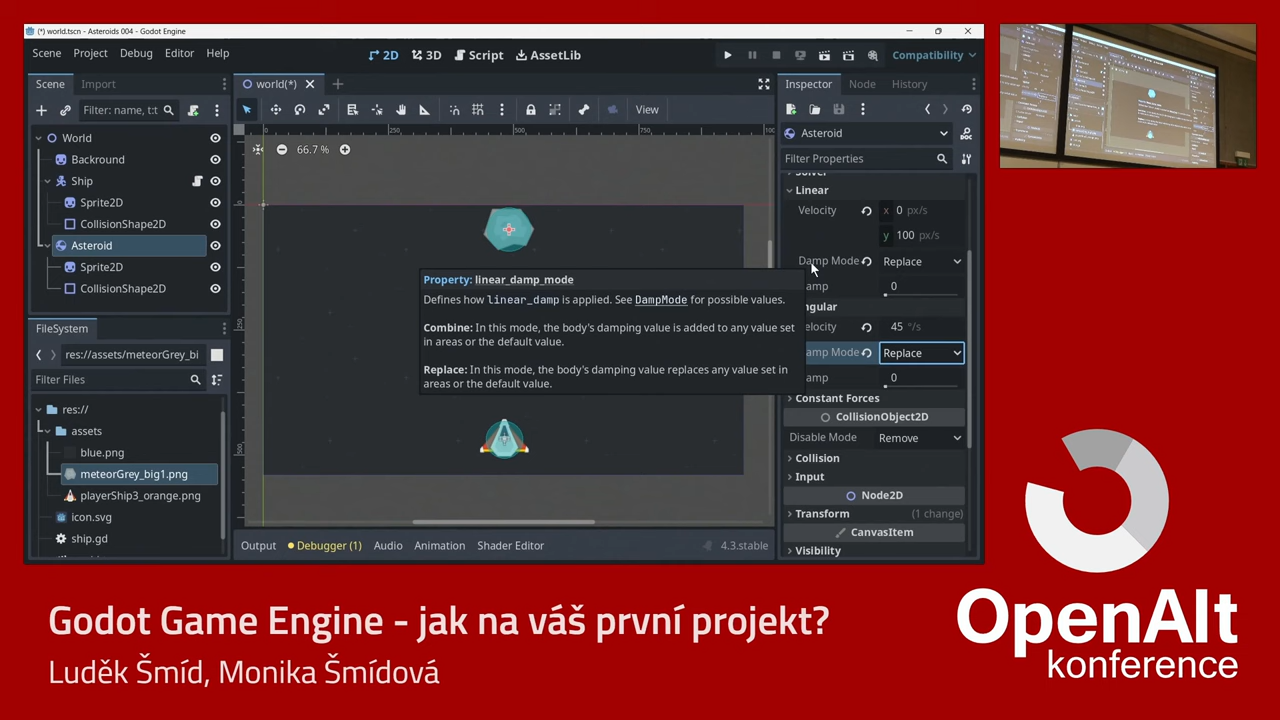 (*) world.tscn - Asteroids 004 - Godot Engine
Scene Project Debug Editor Help
2D 3D Script AssetLib
Compatibility
Scene Import
Filter: name, t:t
World
Backround
Ship
Sprite2D
CollisionShape2D
Asteroid
Sprite2D
CollisionShape2D
FileSystem
res://assets/meteorGrey_bi
Filter Files
res://
assets
blue.png
meteorGrey_big1.png
playerShip3_orange.png
icon.svg
ship.gd
world(*)
View
0 250 500 750 100
66.7 %
Property: linear_damp_mode
Defines how linear_damp is applied. See DampMode for possible values.
Combine: In this mode, the body's damping value is added to any value set
in areas or the default value.
Replace: In this mode, the body's damping value replaces any value set in
areas or the default value.
Output Debugger (1) Audio Animation Shader Editor 4.3.stable
Inspector Node History
Asteroid
Filter Properties
Linear
Velocity x 0 px/s
y 100 px/s
Damp Mode Replace
amp 0
ngular
elocity 45 °/s
amp Mode Replace
amp 0
Constant Forces
CollisionObject2D
Disable Mode Remove
Collision
Input
Node2D
Transform (1 change)
CanvasItem
Visibility
Godot Game Engine - jak na váš první projekt?
Luděk Šmíd, Monika Šmídová
OpenAlt
konference